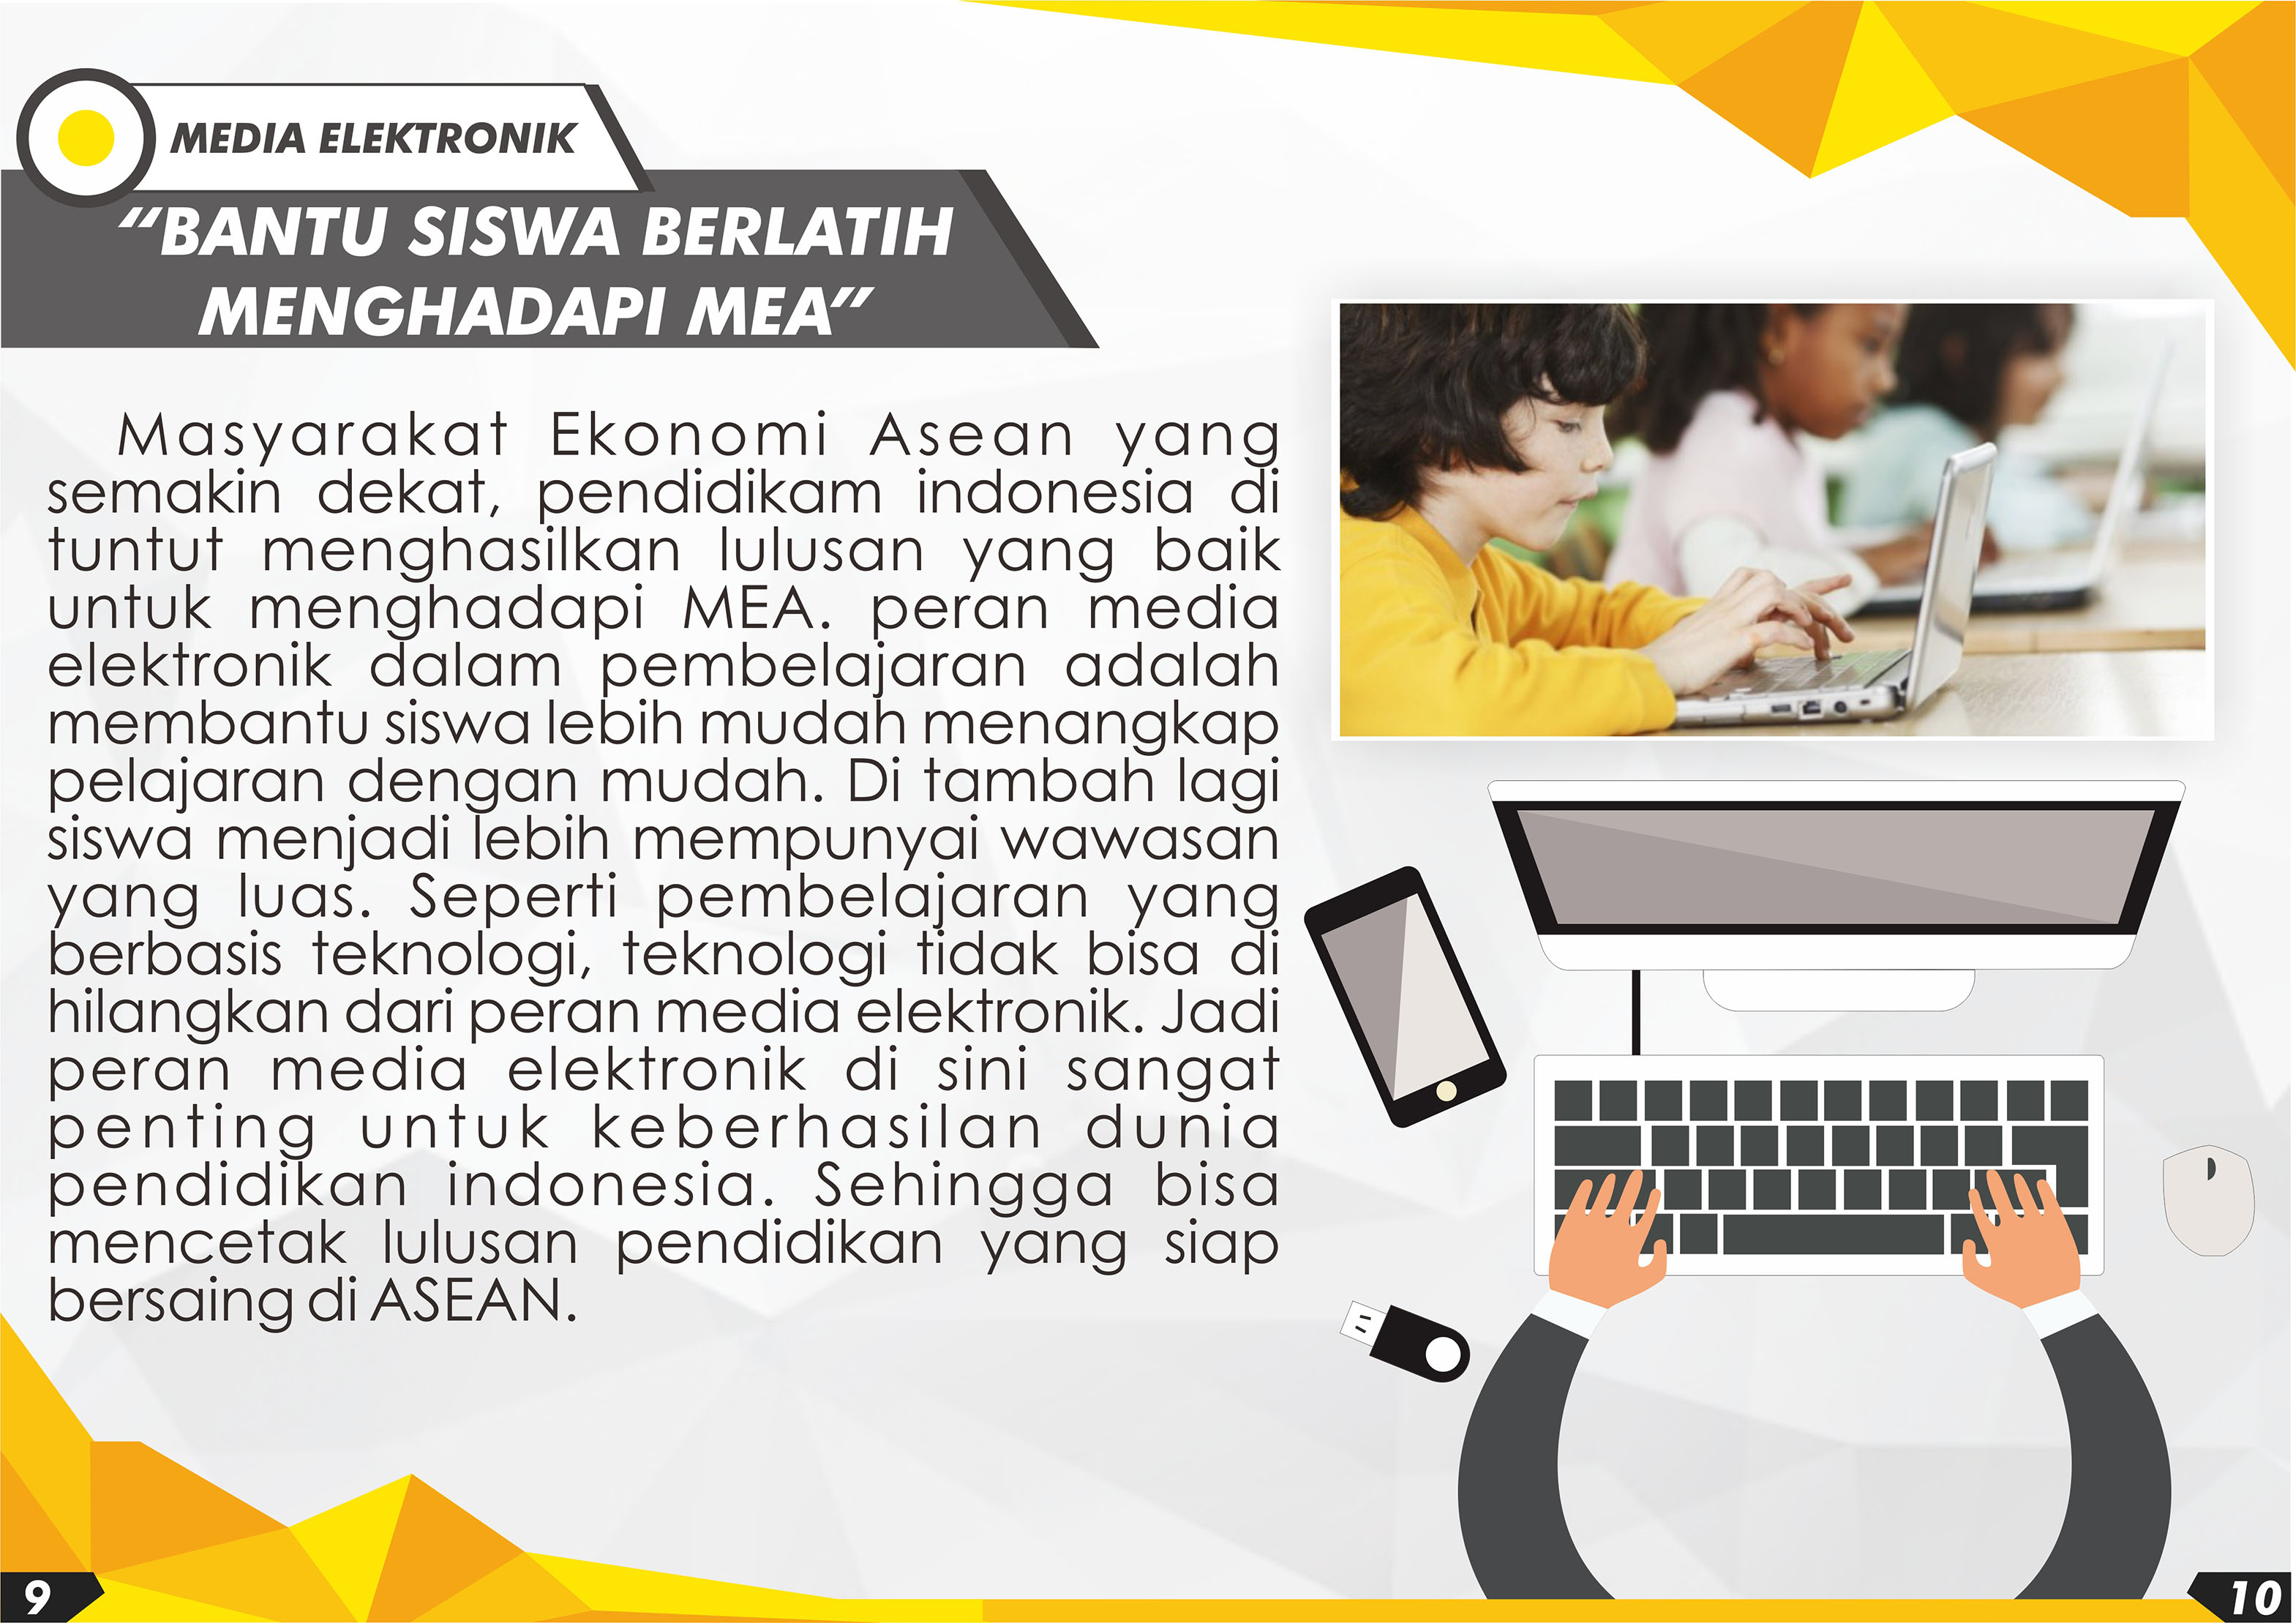 MEDIA ELEKTRONIK
“BANTU SISWA BERLATIH
MENGHADAPI MEA”
Masyarakat Ekonomi Asean yang
semakin dekat, pendidikam indonesia di
tuntut menghasilkan lulusan yang baik
untuk menghadapi MEA. peran media
elektronik dalam pembelajaran adalah
membantu siswa lebih mudah menangkap
pelajaran dengan mudah. Di tambah lagi
siswa menjadi lebih mempunyai wawasan
yang luas. Seperti pembelajaran yang
berbasis teknologi, teknologi tidak bisa di
hilangkan dari peran media elektronik. Jadi
peran media elektronik di sini sangat
penting untuk keberhasilan dunia
pendidikan indonesia. Sehingga bisa
mencetak lulusan pendidikan yang siap
bersaing di ASEAN.
9
10